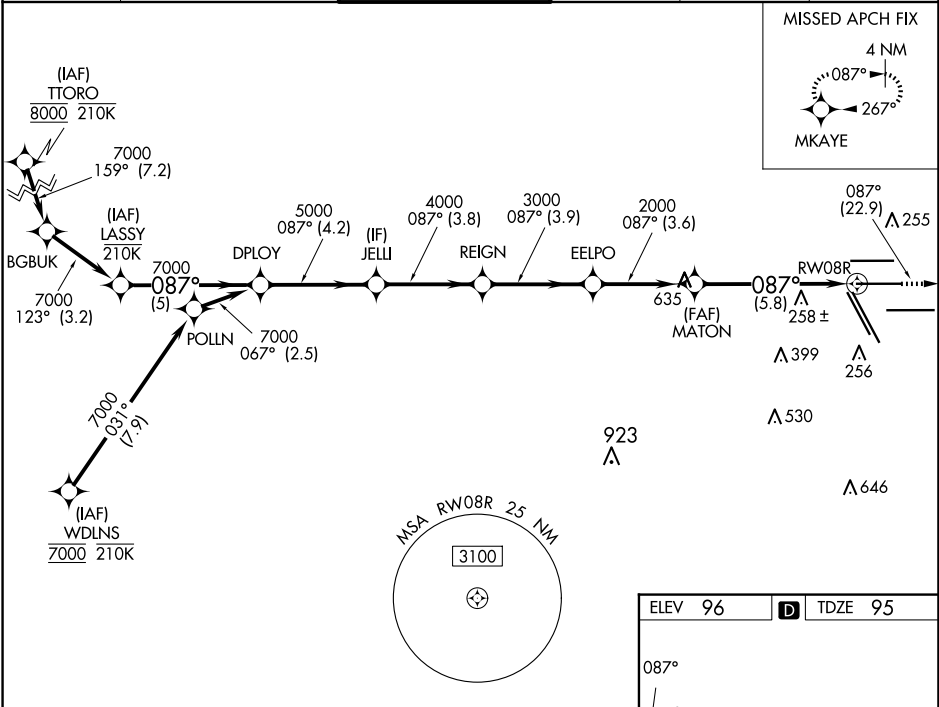 MISSED APCH FIX
4 NM
087°
267°
MKAYE
(IAF)
TTORO
8000 210K
7000
159° (7.2)
BGBUK
7000
123° (3.2)
(IAF)
LASSY
210K
7000
087°
(5)
DPLOY
5000
087° (4.2)
(IF)
JELLI
4000
087° (3.8)
REIGN
3000
087° (3.9)
EELPO
2000
087° (3.6)
635
(FAF)
MATON
087°
(5.8)
RW08R
087°
(22.9)
255
258 ±
399
256
530
646
923
POLLN
7000
067° (2.5)
7000
031°
(7.9)
(IAF)
WDLNS
7000 210K
MSA RW08R 25 NM
3100
ELEV 96 D TDZE 95
087°